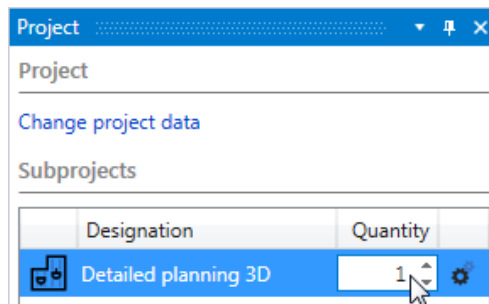 Project
Project
Change project data
Subprojects
Designation Quantity
Detailed planning 3D 1